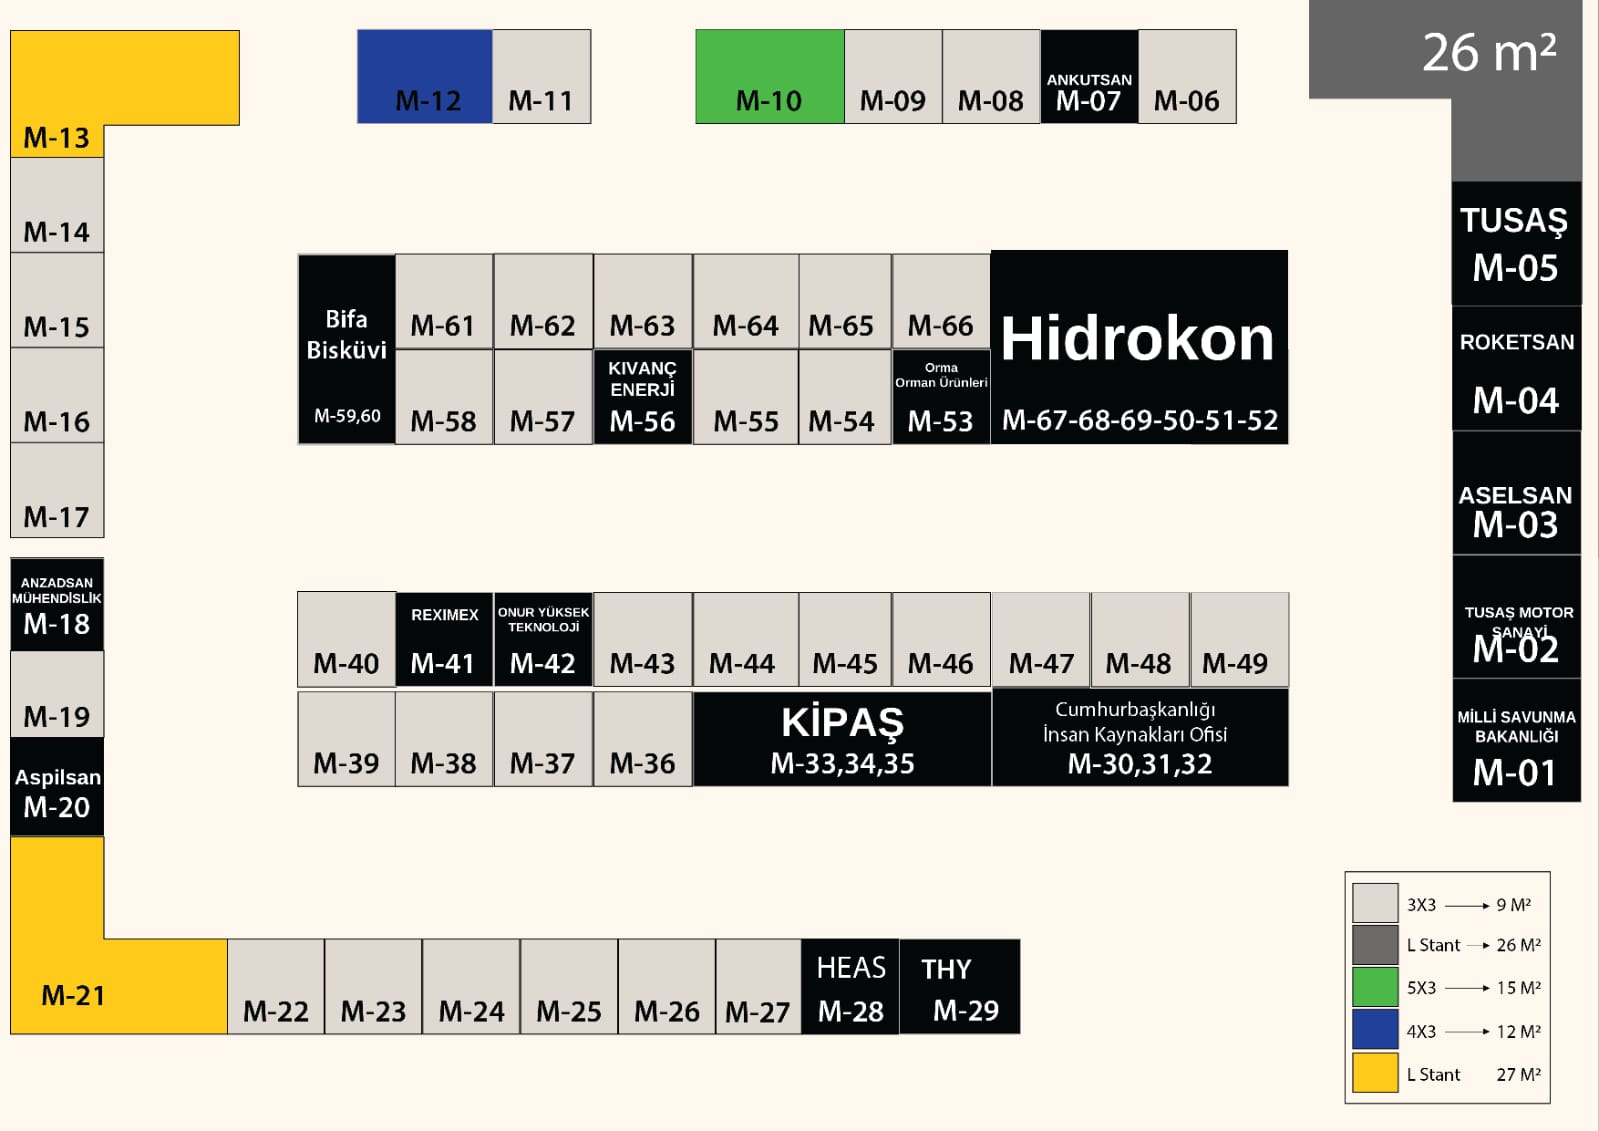 26 m²
M-12
M-11
M-10
M-09
M-08
ANKUTSAN
M-07
M-06
M-13
M-14
M-15
M-16
M-17
ANZADSAN
MÜHENDİSLİK
M-18
M-19
Aspilsan
M-20
M-21
Bifa
Bisküvi
M-59,60
M-61
M-62
M-63
M-64
M-65
M-66
Hidrokon
M-67-68-69-50-51-52
M-58
M-57
KIVANÇ
ENERJİ
M-56
M-55
M-54
Orma
Orman Ürünleri
M-53
TUSAŞ
M-05
ROKETSAN
M-04
ASELSAN
M-03
TUSAŞ MOTOR
SANAYİ
M-02
MİLLİ SAVUNMA
BAKANLIĞI
M-01
M-40
REXIMEX
M-41
ONUR YÜKSEK
TEKNOLOJİ
M-42
M-43
M-44
M-45
M-46
M-47
M-48
M-49
M-39
M-38
M-37
M-36
KİPAŞ
M-33,34,35
Cumhurbaşkanlığı
İnsan Kaynakları Ofisi
M-30,31,32
M-22
M-23
M-24
M-25
M-26
M-27
HEAS
M-28
THY
M-29
3X3 → 9 M²
L Stant → 26 M²
5X3 → 15 M²
4X3 → 12 M²
L Stant 27 M²